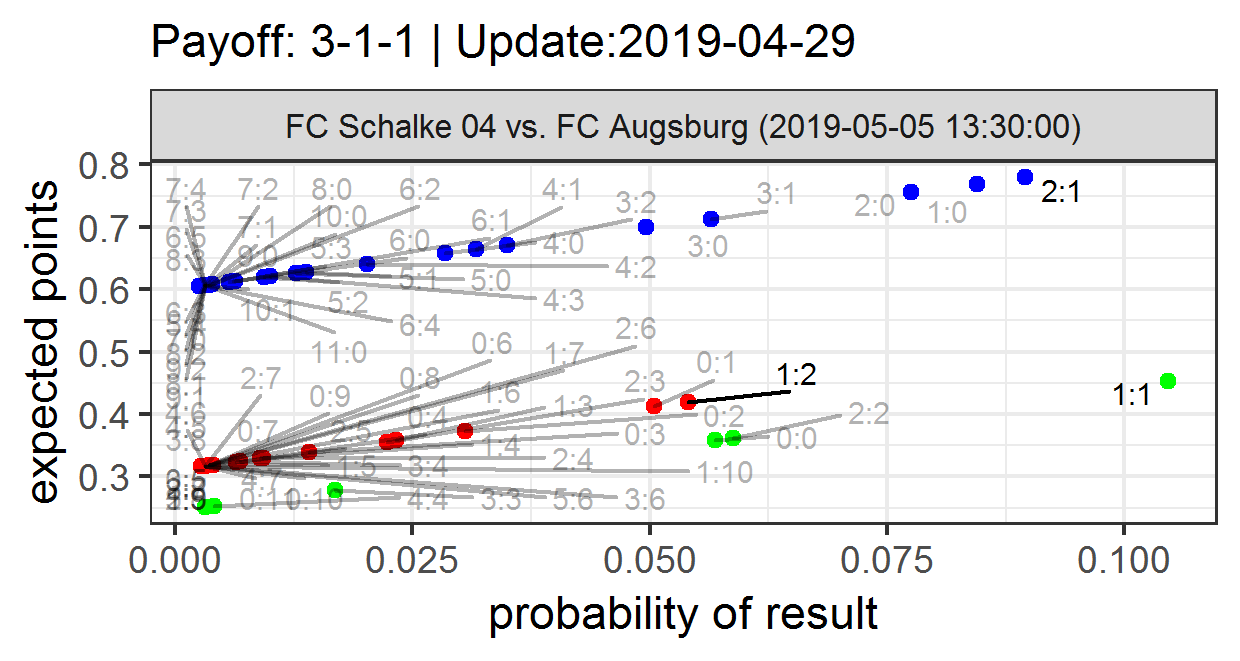 Payoff: 3-1-1 | Update:2019-04-29
FC Schalke 04 vs. FC Augsburg (2019-05-05 13:30:00)
expected points
0.8
0.7
0.6
0.5
0.4
0.3
7:4 7:2 8:0 6:2 4:1 3:2 3:1 2:0 1:0 2:1
7:3 7:1 10:0 6:1 3:0
9:0 5:3 6:0 4:0
5:1 5:0 4:2
10:1 5:2 6:4 4:3
11:0 0:6 1:7 2:6 0:1 1:2
2:7 0:9 0:8 1:6 2:3 1:1
0:7 2:5 0:4 1:3 0:2 2:2
1:4 0:3 0:0
4:7 1:5 3:4 2:4 1:10
0:11 0:10 4:4 3:3 5:6 3:6
0.000 0.025 0.050 0.075 0.100
probability of result